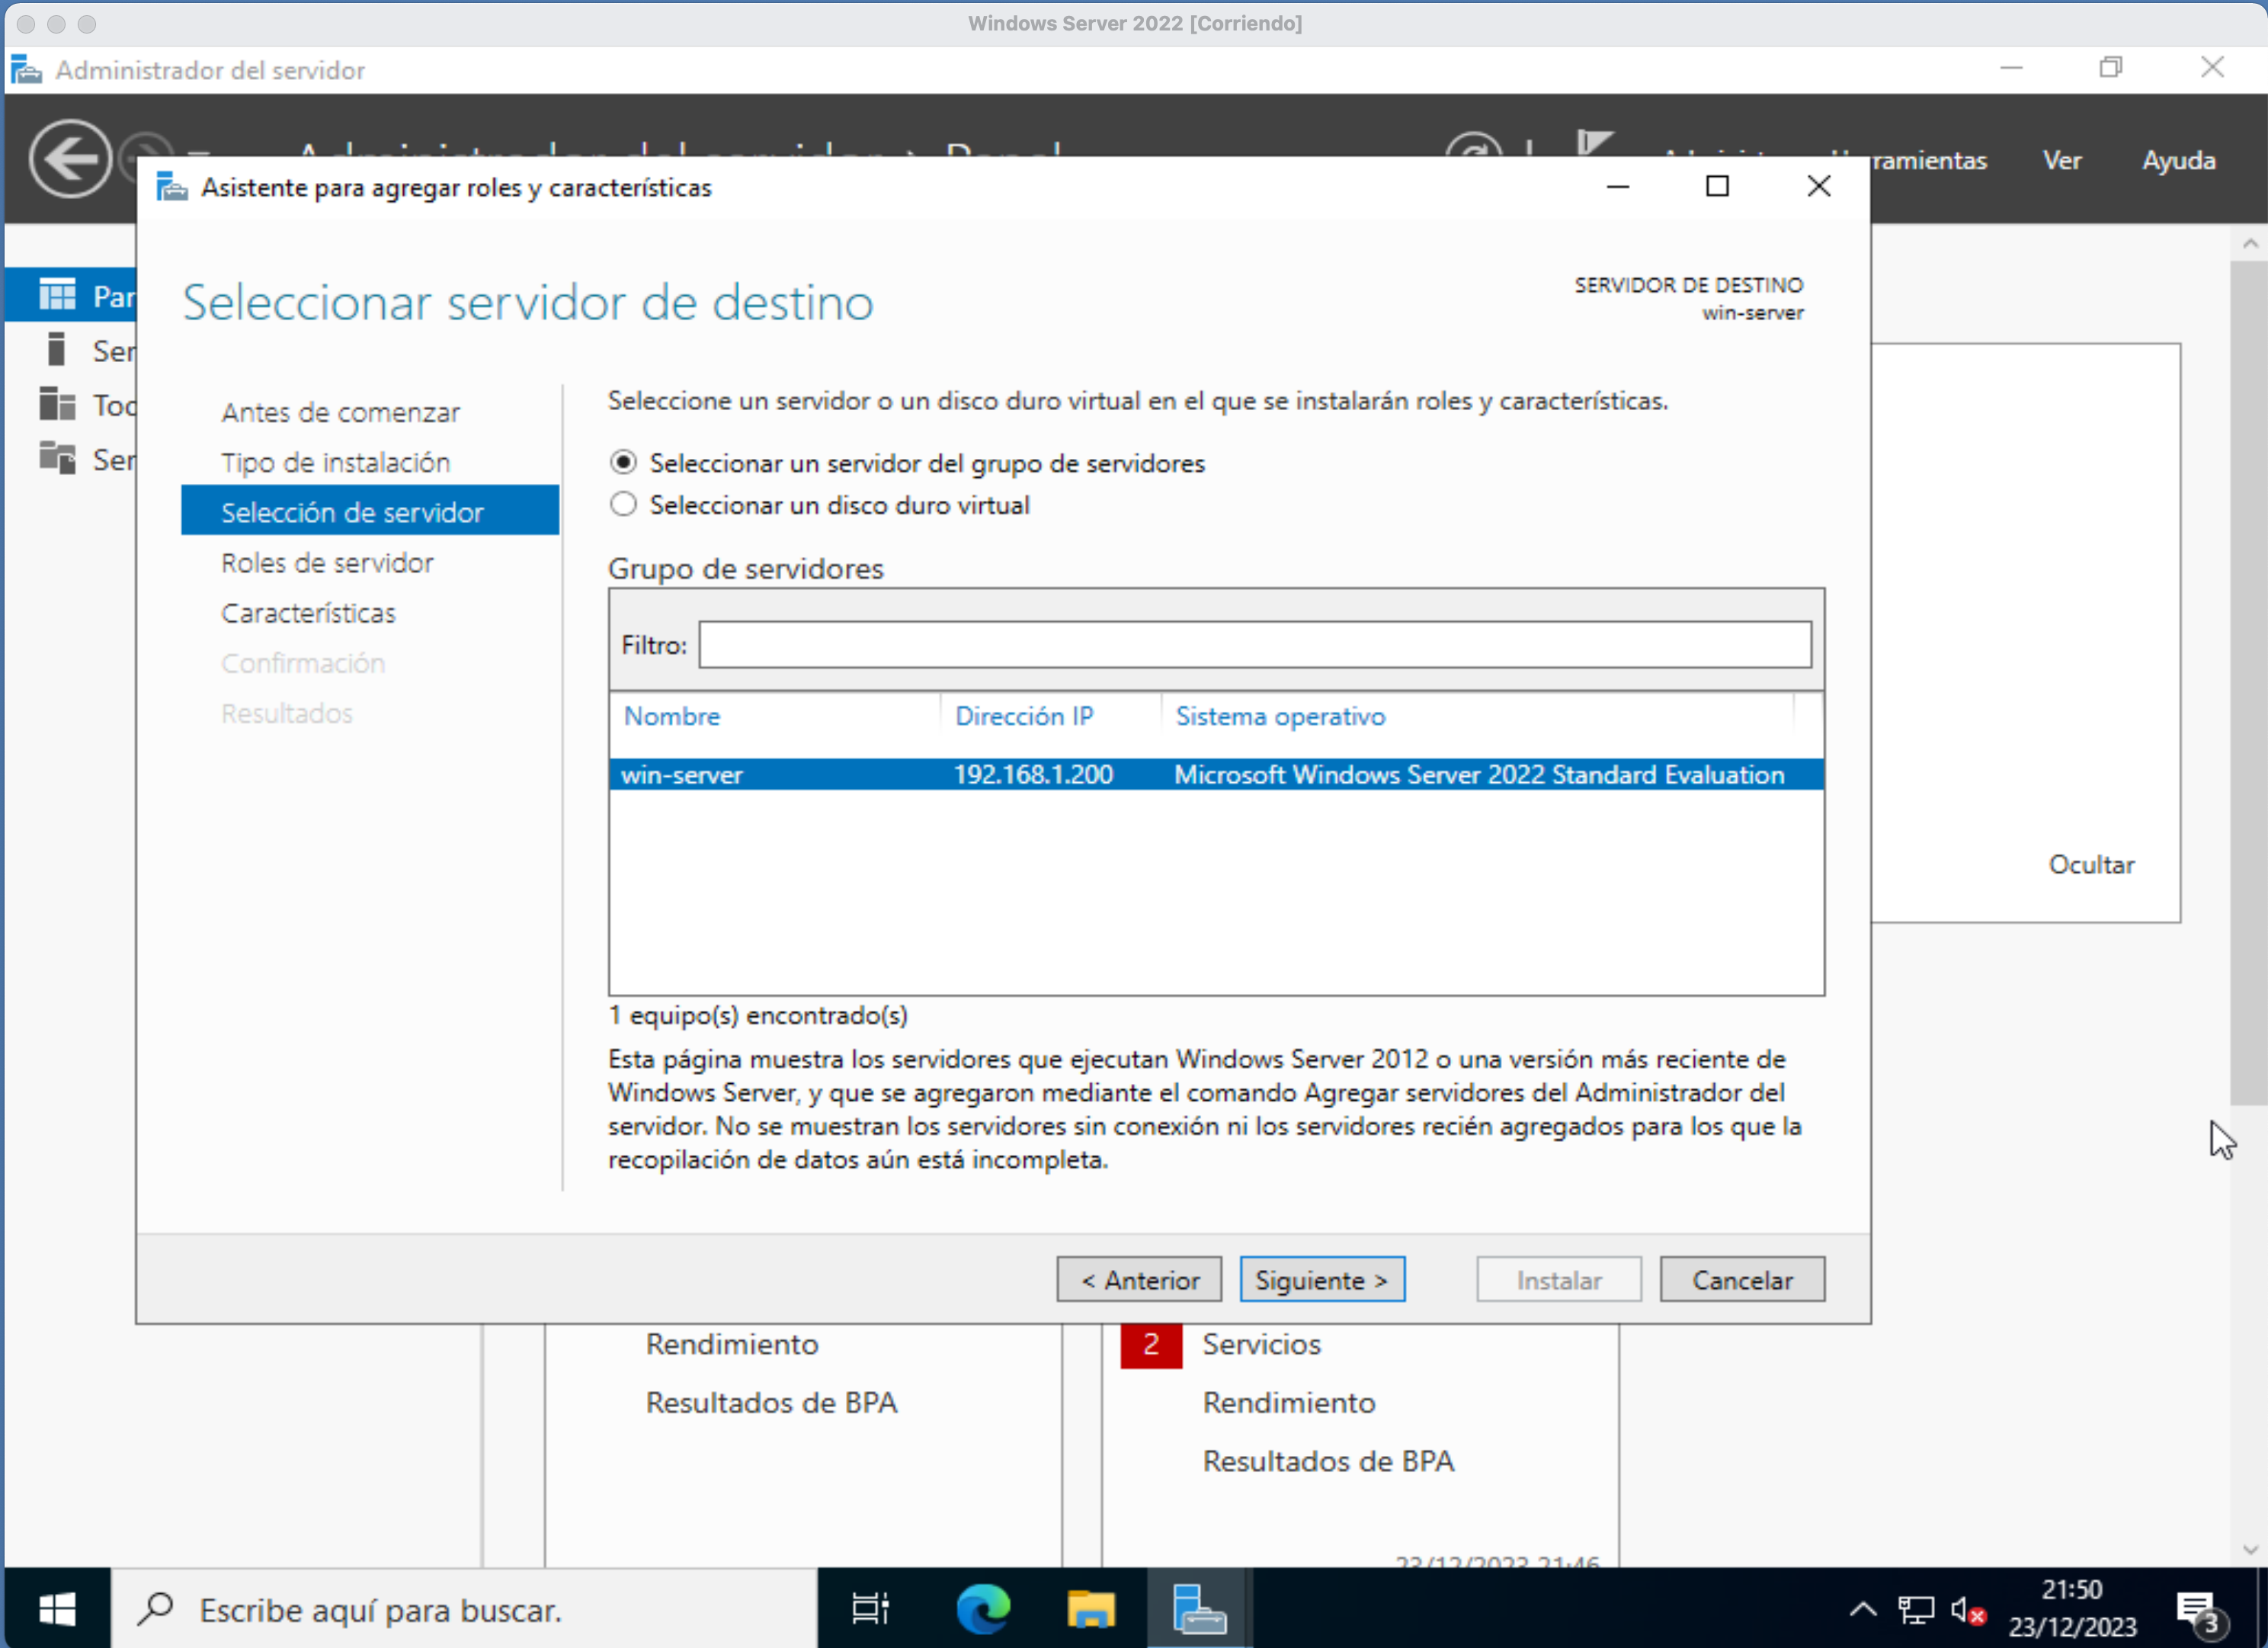 Windows Server 2022 [Corriendo]
Administrador del servidor
Ver
Ayuda
Asistente para agregar roles y características
Seleccionar servidor de destino
SERVIDOR DE DESTINO
win-server
Antes de comenzar
Tipo de instalación
Selección de servidor
Roles de servidor
Características
Confirmación
Resultados
Seleccione un servidor o un disco duro virtual en el que se instalarán roles y características.
Seleccionar un servidor del grupo de servidores
Seleccionar un disco duro virtual
Grupo de servidores
Filtro:
Nombre Dirección IP Sistema operativo
win-server 192.168.1.200 Microsoft Windows Server 2022 Standard Evaluation
1 equipo(s) encontrado(s)
Esta página muestra los servidores que ejecutan Windows Server 2012 o una versión más reciente de
Windows Server, y que se agregaron mediante el comando Agregar servidores del Administrador del
servidor. No se muestran los servidores sin conexión ni los servidores recién agregados para los que la
recopilación de datos aún está incompleta.
< Anterior
Siguiente >
Instalar
Cancelar
Ocultar
Rendimiento
Resultados de BPA
2 Servicios
Rendimiento
Resultados de BPA
23/12/2023 21:46
Escribe aquí para buscar.
21:50
23/12/2023
3